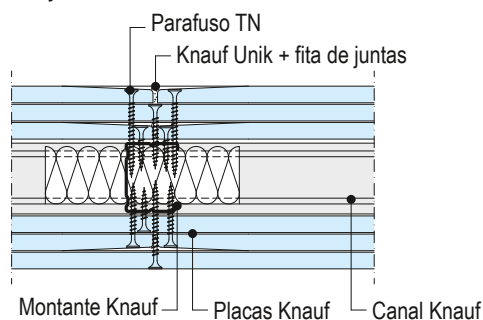 Parafuso TN
Knauf Unik + fita de juntas
Montante Knauf
Placas Knauf
Canal Knauf